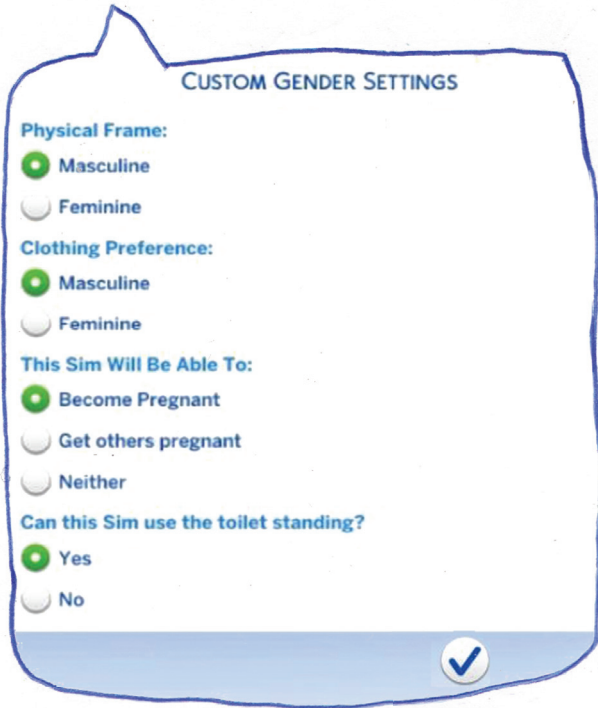 CUSTOM GENDER SETTINGS
Physical Frame:
Masculine
Feminine
Clothing Preference:
Masculine
Feminine
This Sim Will Be Able To:
Become Pregnant
Get others pregnant
Neither
Can this Sim use the toilet standing?
Yes
No